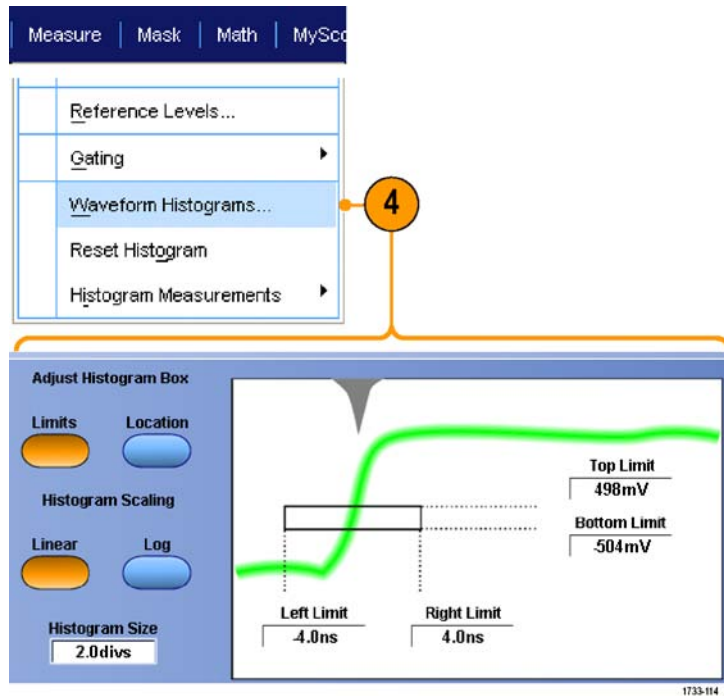 Measure | Mask | Math | MySc
Reference Levels...
Gating
Waveform Histograms...
4
Reset Histogram
Histogram Measurements
Adjust Histogram Box
Limits Location
Histogram Scaling
Linear Log
Histogram Size
2.0divs
Top Limit
498mV
Bottom Limit
-504mV
Left Limit Right Limit
-4.0ns 4.0ns
1733-114